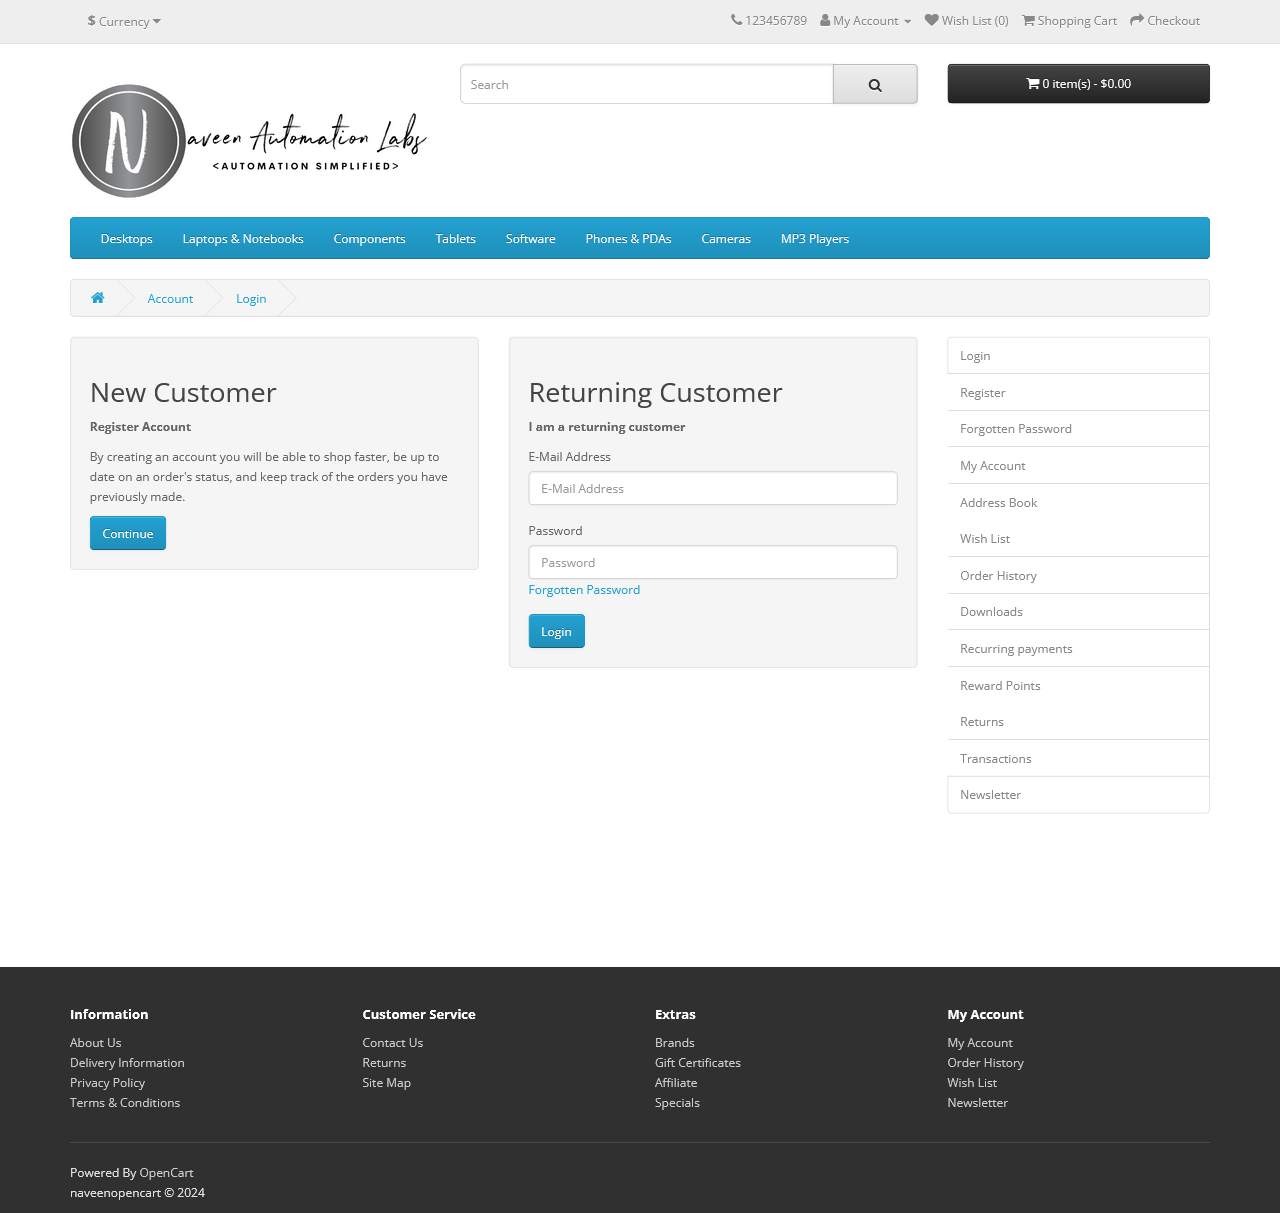 $ Currency
123456789 My Account Wish List (0) Shopping Cart Checkout
Search
0 item(s) - $0.00
N
aveen Automation Labs
<AUTOMATION SIMPLIFIED>
Desktops Laptops & Notebooks Components Tablets Software Phones & PDAs Cameras MP3 Players
Account Login
New Customer
Register Account
By creating an account you will be able to shop faster, be up to
date on an order's status, and keep track of the orders you have
previously made.
Continue
Returning Customer
I am a returning customer
E-Mail Address
E-Mail Address
Password
Password
Forgotten Password
Login
Login
Register
Forgotten Password
My Account
Address Book
Wish List
Order History
Downloads
Recurring payments
Reward Points
Returns
Transactions
Newsletter
Information
About Us
Delivery Information
Privacy Policy
Terms & Conditions
Customer Service
Contact Us
Returns
Site Map
Extras
Brands
Gift Certificates
Affiliate
Specials
My Account
My Account
Order History
Wish List
Newsletter
Powered By OpenCart
naveenopencart © 2024